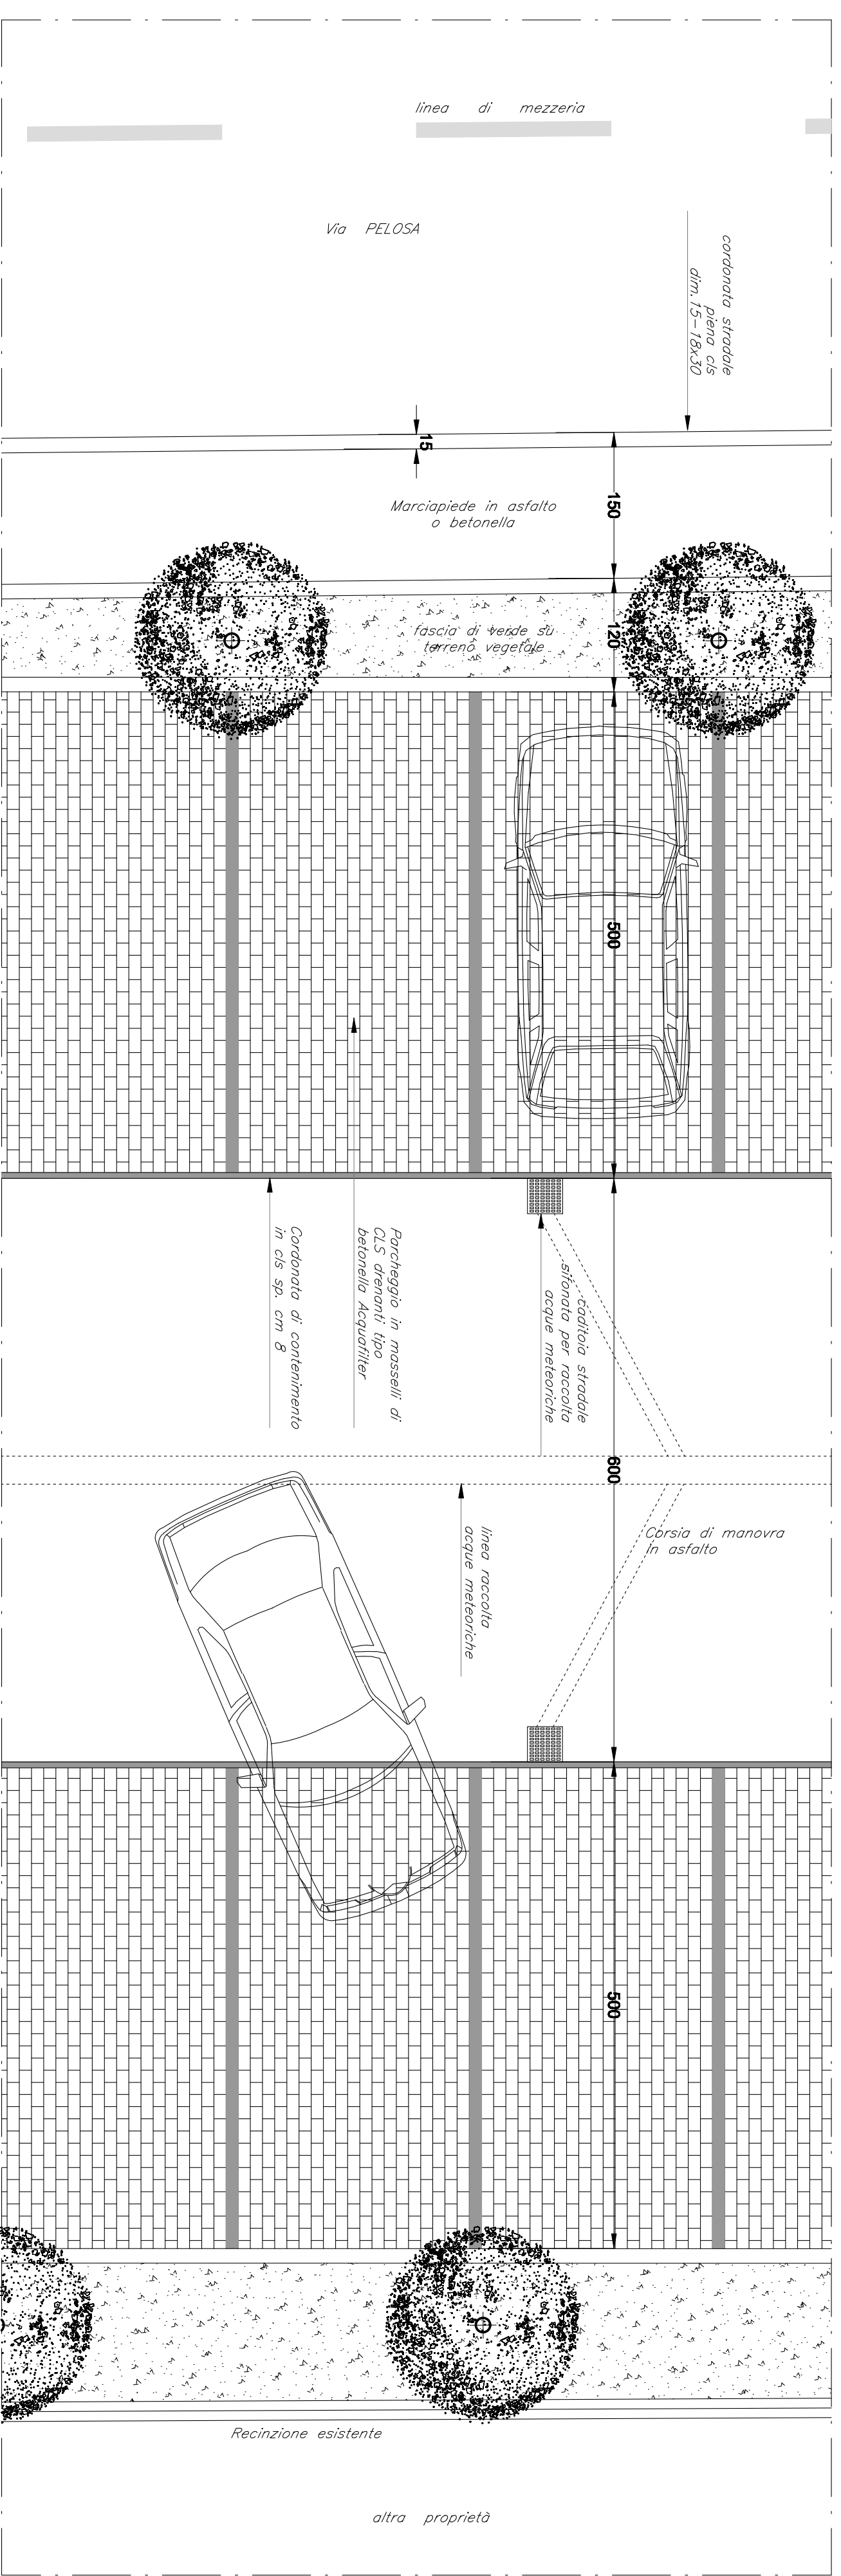 linea di mezzeria
Via PELOSA
cordonata stradale
piena cls
dim.15-18x30
15
150
Marciapiede in asfalto
o betonella
120
fascia di verde su
terreno vegetale
500
Parcheggio in masselli di
CLS drenanti tipo
betonella Acquafilter
Cordonata di contenimento
in cls sp. cm 8
caditoia stradale
sifonata per raccolta
acque meteoriche
600
linea raccolta
acque meteoriche
Corsia di manovra
in asfalto
500
Recinzione esistente
altra proprietà